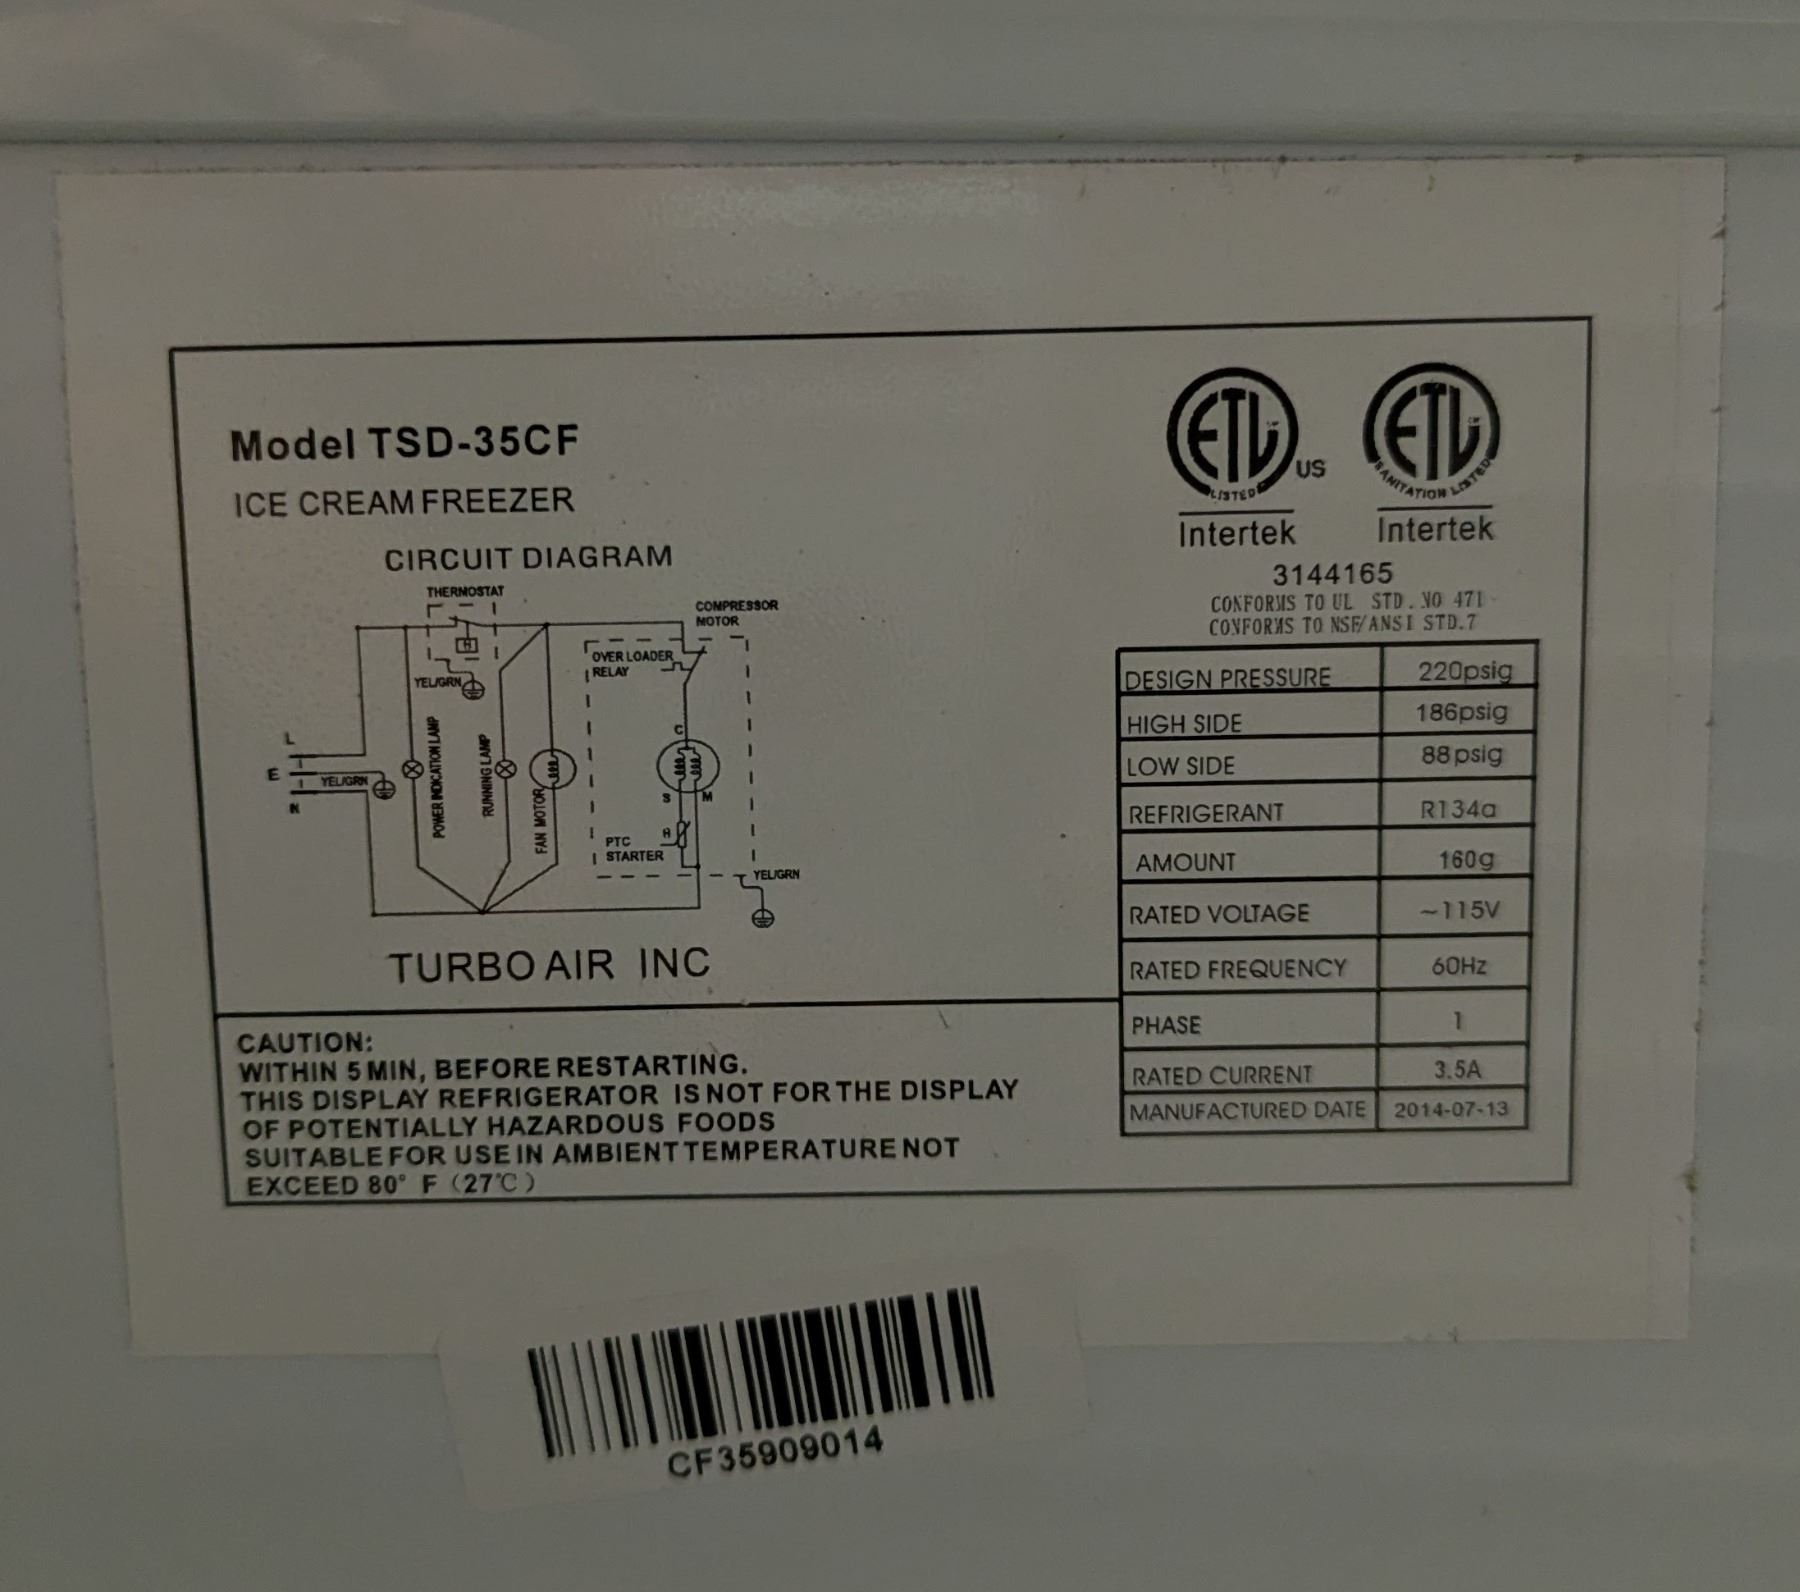 Model TSD-35CF
ICE CREAM FREEZER
CIRCUIT DIAGRAM
THERMOSTAT
COMPRESSOR
MOTOR
OVER LOADER
RELAY
YEL/GRN
L
E
YEL/GRN
N
POWER INDICATION LAMP
RUNNING LAMP
FAN MOTOR
C
S M
PTC
STARTER
YEL/GRN
TURBO AIR INC
ETL
LISTED
US
Intertek
ETL
SANITATION LISTED
Intertek
3144165
CONFORMS TO UL STD. NO 471
CONFORMS TO NSF/ANSI STD.7
DESIGN PRESSURE 220psig
HIGH SIDE 186psig
LOW SIDE 88psig
REFRIGERANT R134a
AMOUNT 160g
RATED VOLTAGE ~115V
RATED FREQUENCY 60Hz
PHASE 1
RATED CURRENT 3.5A
MANUFACTURED DATE 2014-07-13
CAUTION:
WITHIN 5 MIN, BEFORE RESTARTING.
THIS DISPLAY REFRIGERATOR IS NOT FOR THE DISPLAY
OF POTENTIALLY HAZARDOUS FOODS
SUITABLE FOR USE IN AMBIENT TEMPERATURE NOT
EXCEED 80° F (27℃)
CF35909014